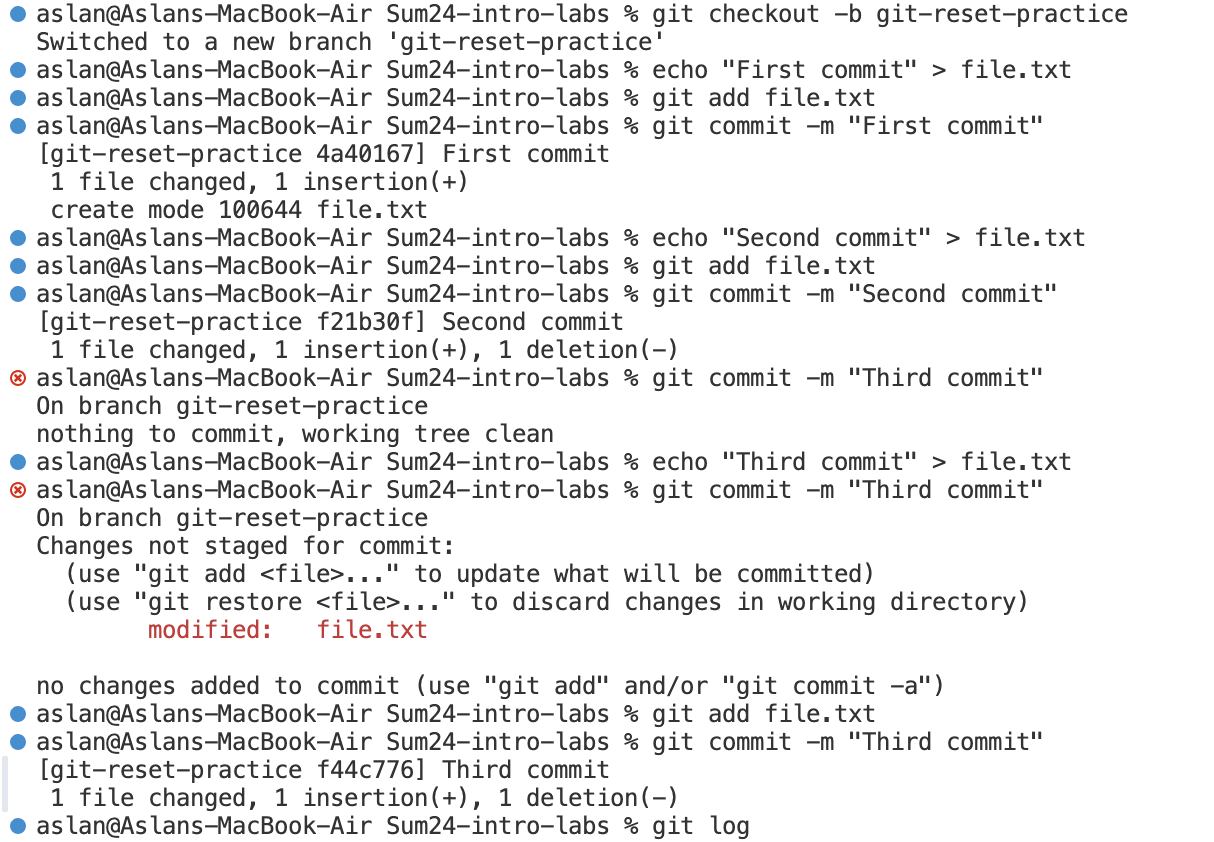 aslan@Aslans-MacBook-Air Sum24-intro-labs % git checkout -b git-reset-practice
Switched to a new branch 'git-reset-practice'
aslan@Aslans-MacBook-Air Sum24-intro-labs % echo "First commit" > file.txt
aslan@Aslans-MacBook-Air Sum24-intro-labs % git add file.txt
aslan@Aslans-MacBook-Air Sum24-intro-labs % git commit -m "First commit"
[git-reset-practice 4a40167] First commit
 1 file changed, 1 insertion(+)
 create mode 100644 file.txt
aslan@Aslans-MacBook-Air Sum24-intro-labs % echo "Second commit" > file.txt
aslan@Aslans-MacBook-Air Sum24-intro-labs % git add file.txt
aslan@Aslans-MacBook-Air Sum24-intro-labs % git commit -m "Second commit"
[git-reset-practice f21b30f] Second commit
 1 file changed, 1 insertion(+), 1 deletion(-)
aslan@Aslans-MacBook-Air Sum24-intro-labs % git commit -m "Third commit"
On branch git-reset-practice
nothing to commit, working tree clean
aslan@Aslans-MacBook-Air Sum24-intro-labs % echo "Third commit" > file.txt
aslan@Aslans-MacBook-Air Sum24-intro-labs % git commit -m "Third commit"
On branch git-reset-practice
Changes not staged for commit:
  (use "git add <file>..." to update what will be committed)
  (use "git restore <file>..." to discard changes in working directory)
        modified:   file.txt

no changes added to commit (use "git add" and/or "git commit -a")
aslan@Aslans-MacBook-Air Sum24-intro-labs % git add file.txt
aslan@Aslans-MacBook-Air Sum24-intro-labs % git commit -m "Third commit"
[git-reset-practice f44c776] Third commit
 1 file changed, 1 insertion(+), 1 deletion(-)
aslan@Aslans-MacBook-Air Sum24-intro-labs % git log